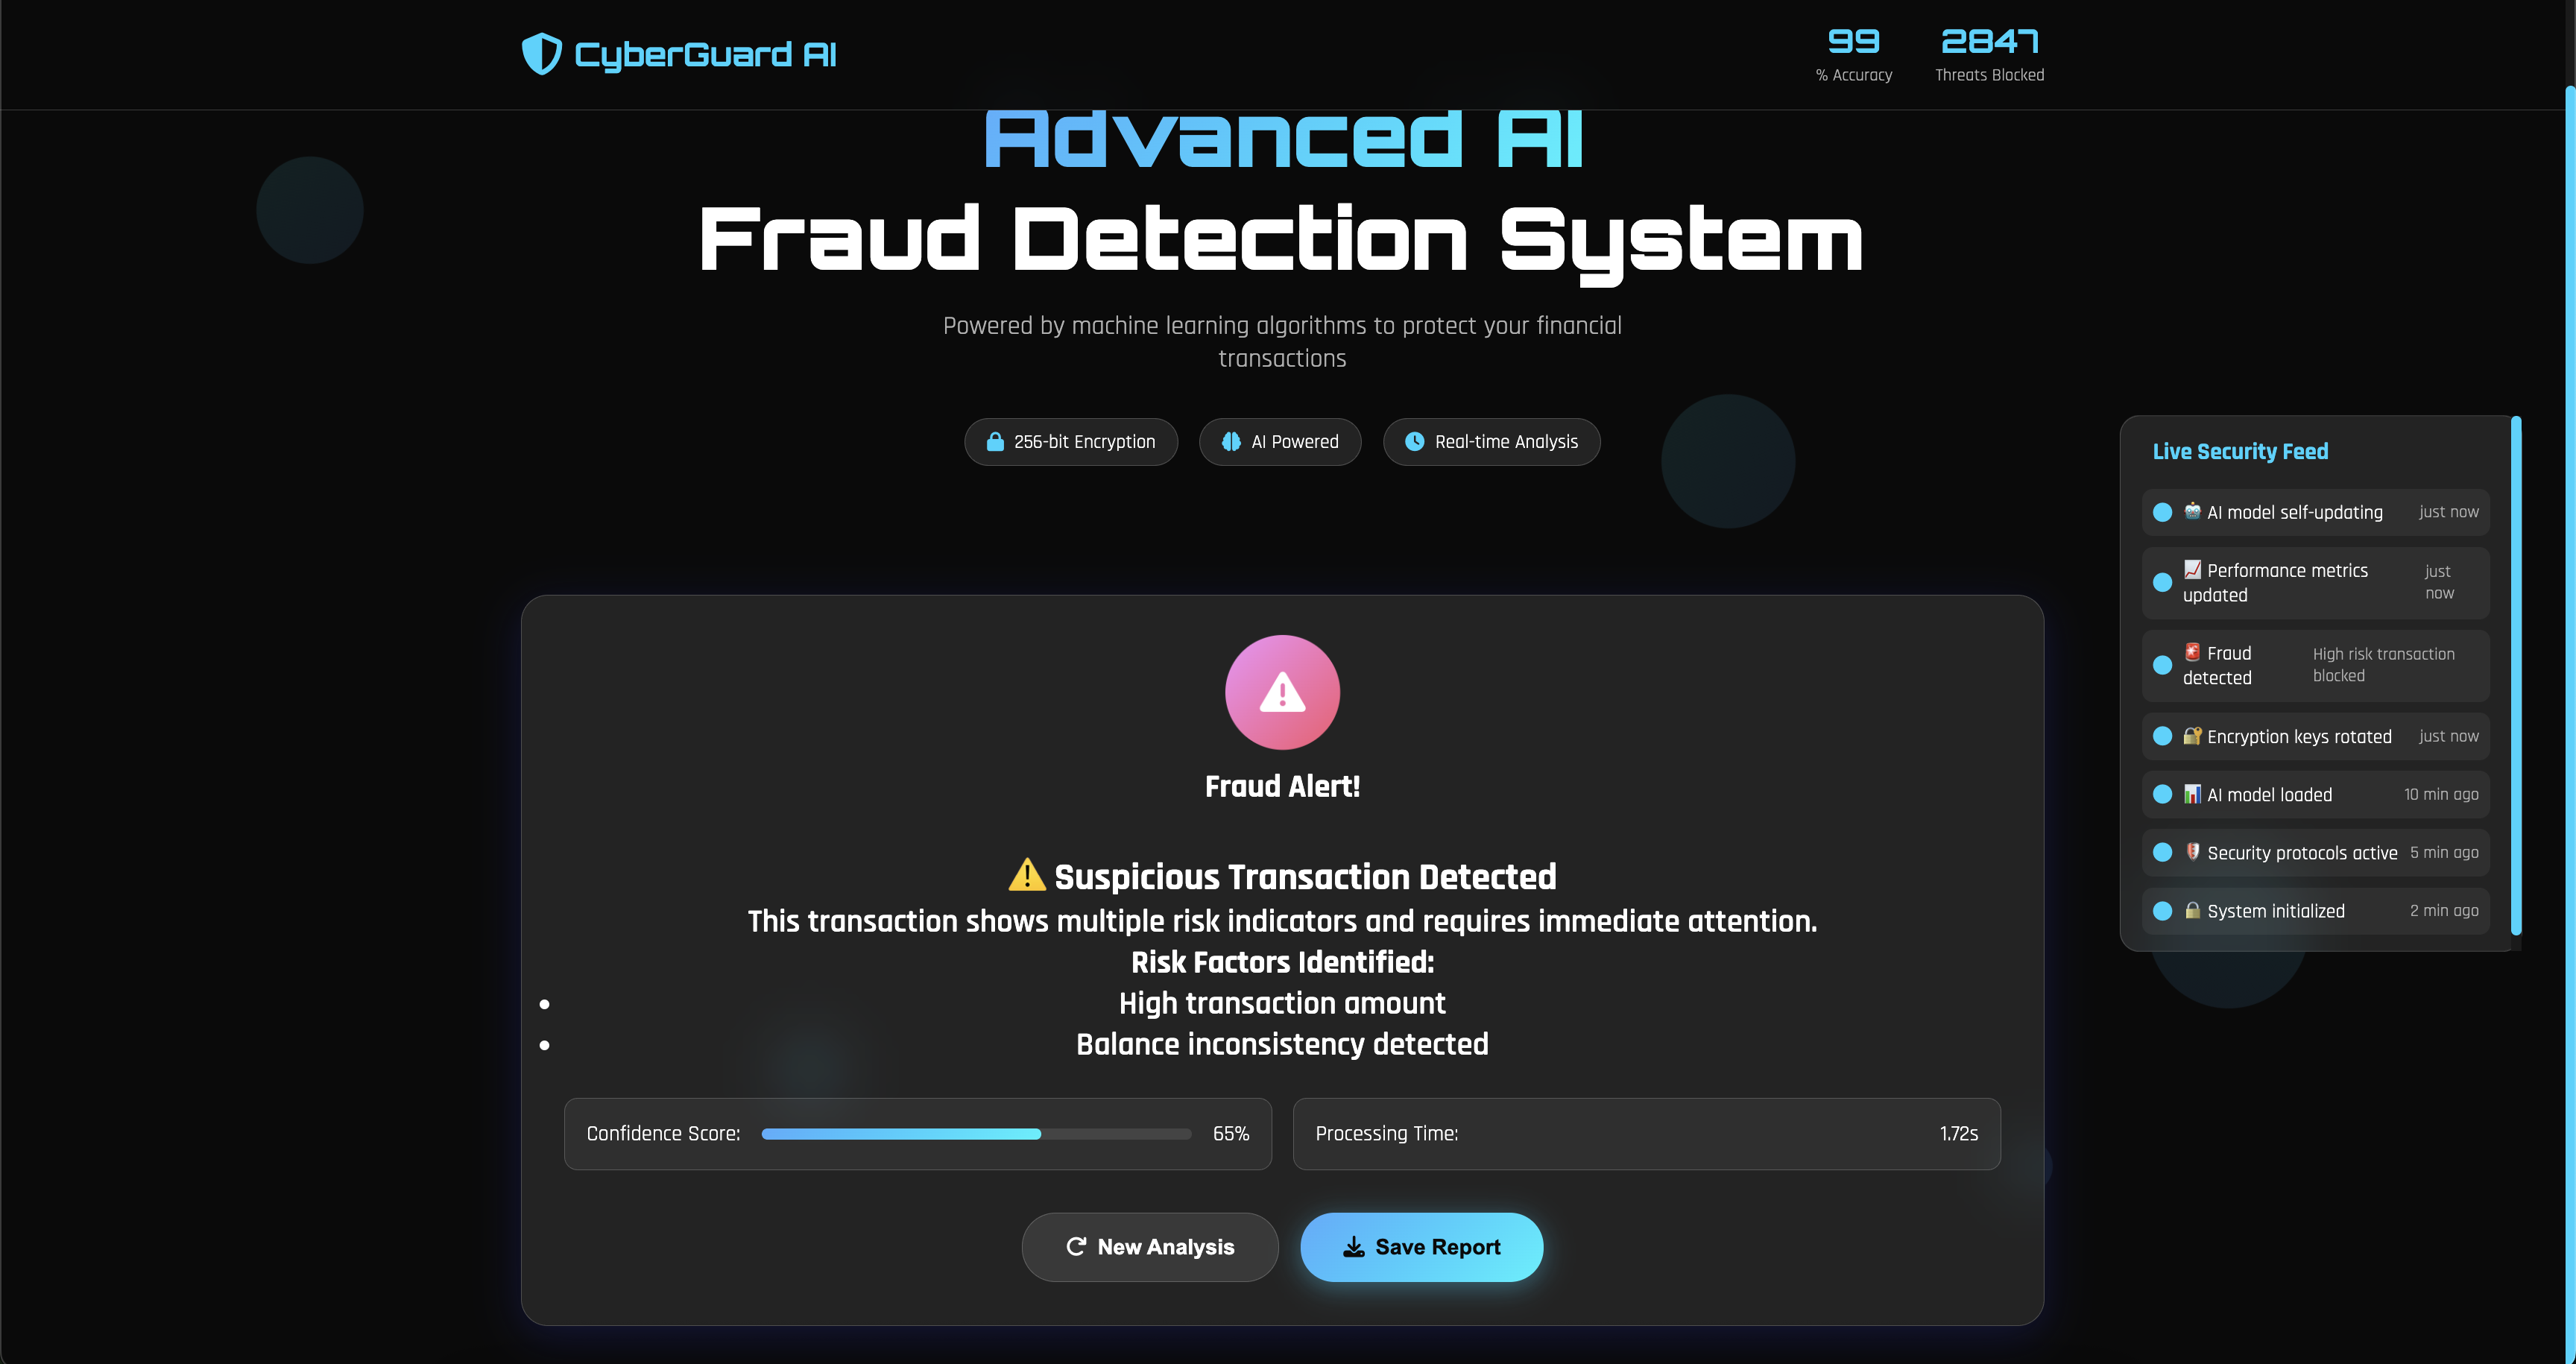 CyberGuard AI
99
% Accuracy
2847
Threats Blocked
Advanced AI
Fraud Detection System
Powered by machine learning algorithms to protect your financial
transactions
256-bit Encryption
AI Powered
Real-time Analysis
Fraud Alert!
⚠️ Suspicious Transaction Detected
This transaction shows multiple risk indicators and requires immediate attention.
Risk Factors Identified:
• High transaction amount
• Balance inconsistency detected
Confidence Score: 65%
Processing Time: 1.72s
New Analysis
Save Report
Live Security Feed
🤖 AI model self-updating just now
📈 Performance metrics just
updated now
🚨 Fraud High risk transaction
detected blocked
🔐 Encryption keys rotated just now
📊 AI model loaded 10 min ago
🛡️ Security protocols active 5 min ago
🔒 System initialized 2 min ago